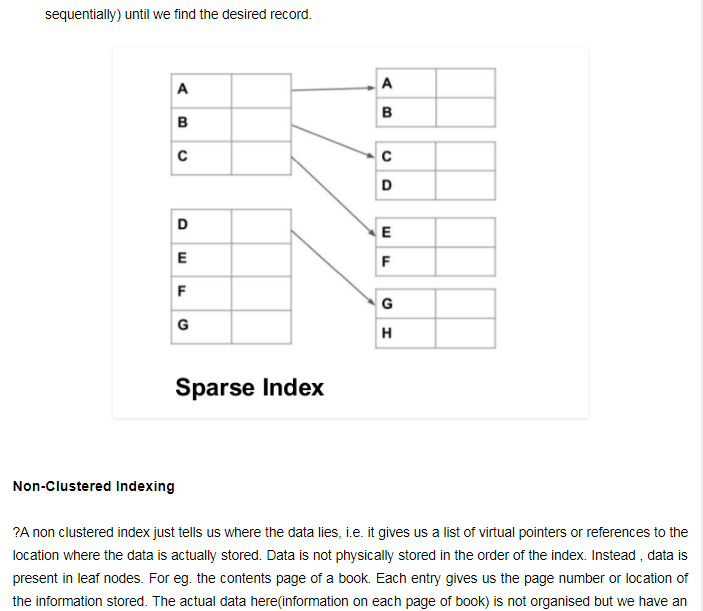 sequentially) until we find the desired record.
A
B
C
D
E
F
G
A
B
C
D
E
F
G
H
Sparse Index
Non-Clustered Indexing
?A non clustered index just tells us where the data lies, i.e. it gives us a list of virtual pointers or references to the
location where the data is actually stored. Data is not physically stored in the order of the index. Instead , data is
present in leaf nodes. For eg. the contents page of a book. Each entry gives us the page number or location of
the information stored. The actual data here(information on each page of book) is not organised but we have an